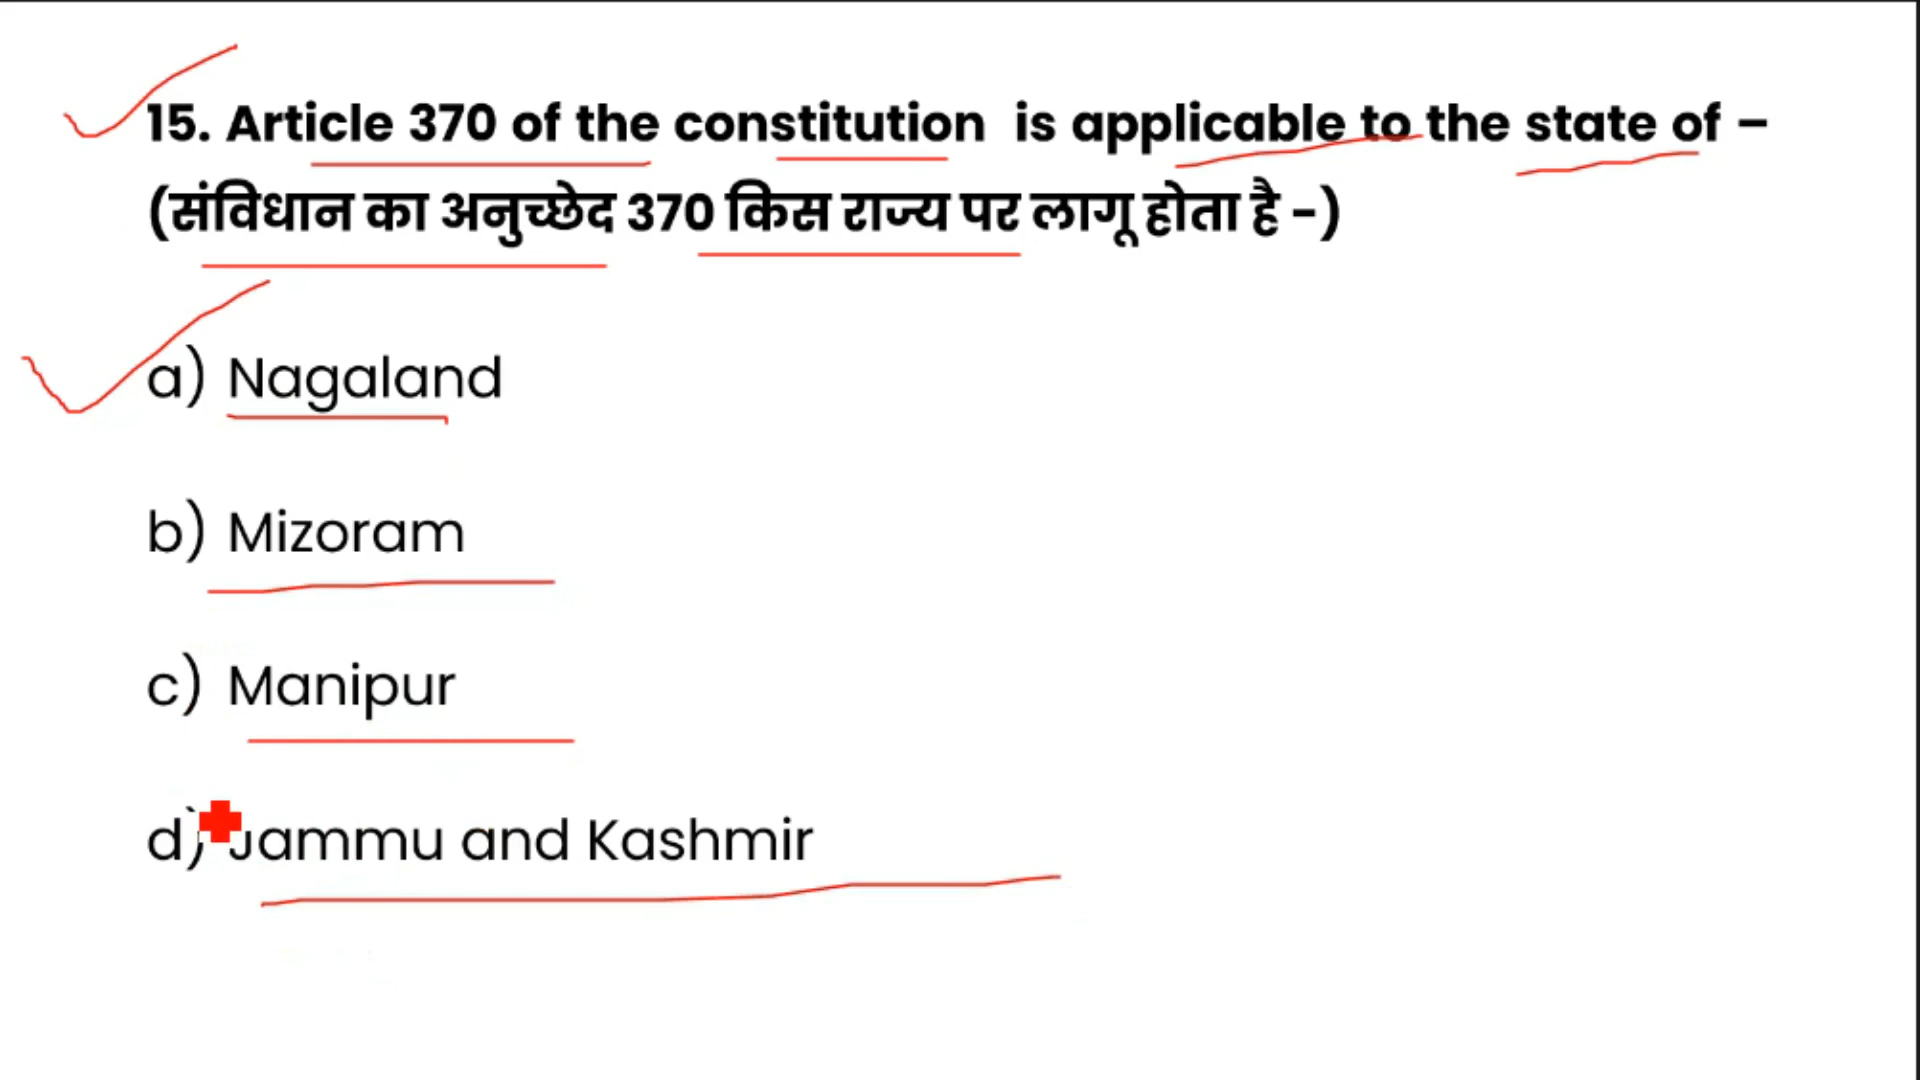 15. Article 370 of the constitution is applicable to the state of –
(संविधान का अनुच्छेद 370 किस राज्य पर लागू होता है -)
a) Nagaland
b) Mizoram
c) Manipur
d) Jammu and Kashmir